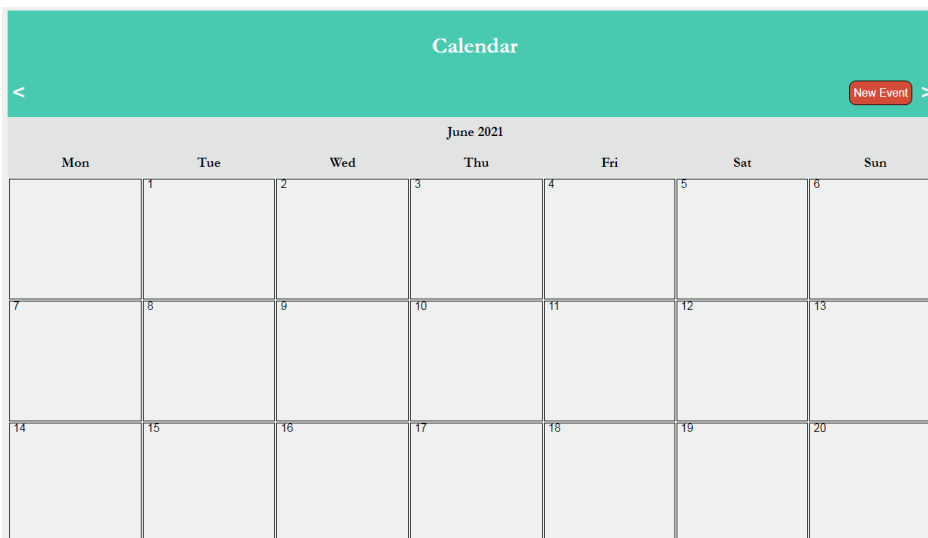 Calendar
< New Event >
June 2021
Mon Tue Wed Thu Fri Sat Sun
1 2 3 4 5 6
7 8 9 10 11 12 13
14 15 16 17 18 19 20